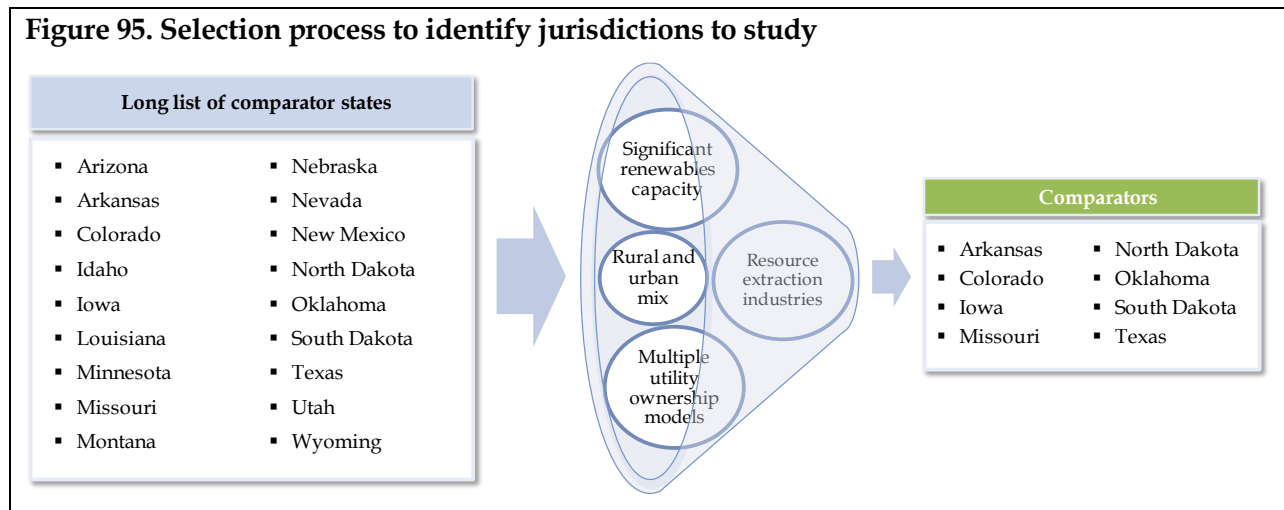 Figure 95. Selection process to identify jurisdictions to study
Long list of comparator states
▪ Arizona
▪ Arkansas
▪ Colorado
▪ Idaho
▪ Iowa
▪ Louisiana
▪ Minnesota
▪ Missouri
▪ Montana
▪ Nebraska
▪ Nevada
▪ New Mexico
▪ North Dakota
▪ Oklahoma
▪ South Dakota
▪ Texas
▪ Utah
▪ Wyoming
Significant
renewables
capacity
Rural and
urban
mix
Multiple
utility
ownership
models
Resource
extraction
industries
Comparators
▪ Arkansas
▪ Colorado
▪ Iowa
▪ Missouri
▪ North Dakota
▪ Oklahoma
▪ South Dakota
▪ Texas